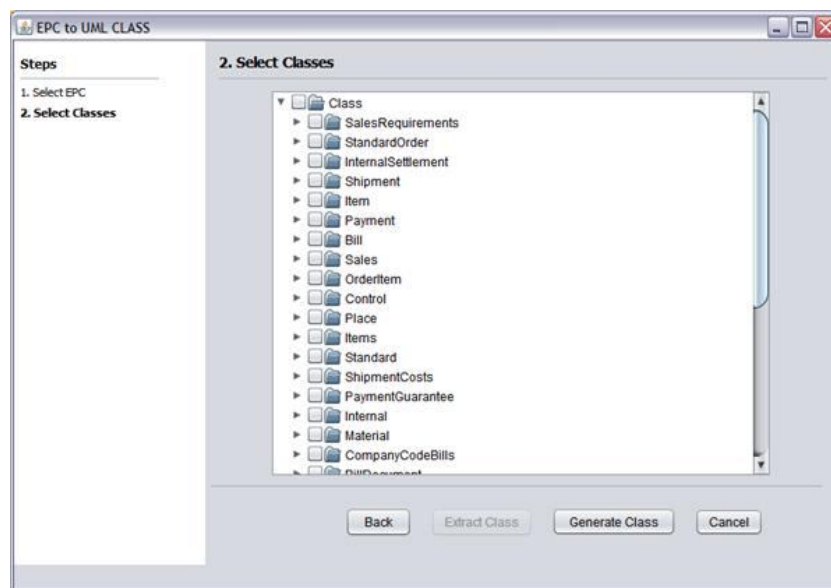 EPC to UML CLASS
Steps
1. Select EPC
2. Select Classes
2. Select Classes
Class
SalesRequirements
StandardOrder
InternalSettlement
Shipment
Item
Payment
Bill
Sales
OrderItem
Control
Place
Items
Standard
ShipmentCosts
PaymentGuarantee
Internal
Material
CompanyCodeBills
BillDocument
Back
Extract Class
Generate Class
Cancel